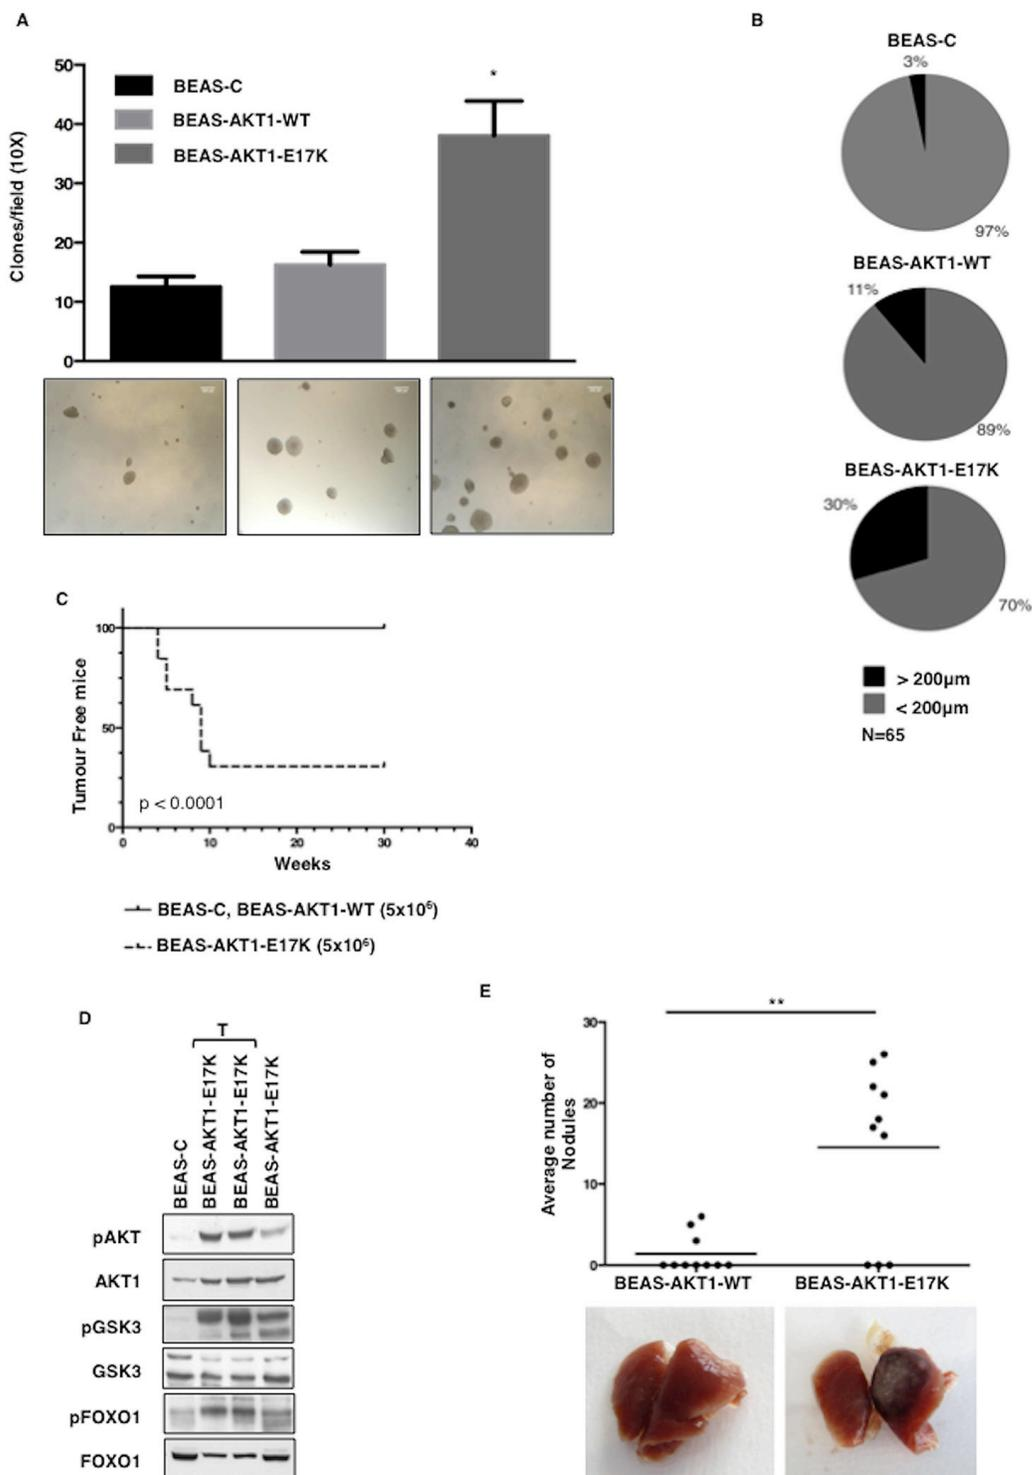 A
B
BEAS-C
3%
97%
50
40
30
20
10
0
Clones/field (10X)
BEAS-C
BEAS-AKT1-WT
BEAS-AKT1-E17K
*
BEAS-AKT1-WT
11%
89%
BEAS-AKT1-E17K
30%
70%
> 200µm
< 200µm
N=65
C
100
50
0
Tumour Free mice
p < 0.0001
0 10 20 30 40
Weeks
BEAS-C, BEAS-AKT1-WT (5x10⁶)
BEAS-AKT1-E17K (5x10⁶)
D
T
BEAS-C
BEAS-AKT1-E17K
BEAS-AKT1-E17K
BEAS-AKT1-E17K
pAKT
AKT1
pGSK3
GSK3
pFOXO1
FOXO1
E
**
30
20
10
0
Average number of
Nodules
BEAS-AKT1-WT BEAS-AKT1-E17K